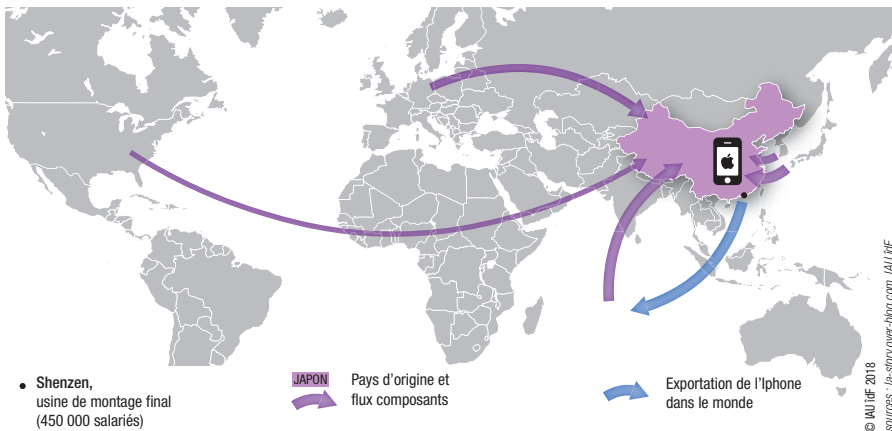 Shenzen,
usine de montage final
(450 000 salariés)
JAPON
Pays d'origine et
flux composants
Exportation de l'Iphone
dans le monde
© IAU îdF 2018
sources : la-story.over-blog.com, IAU îdF